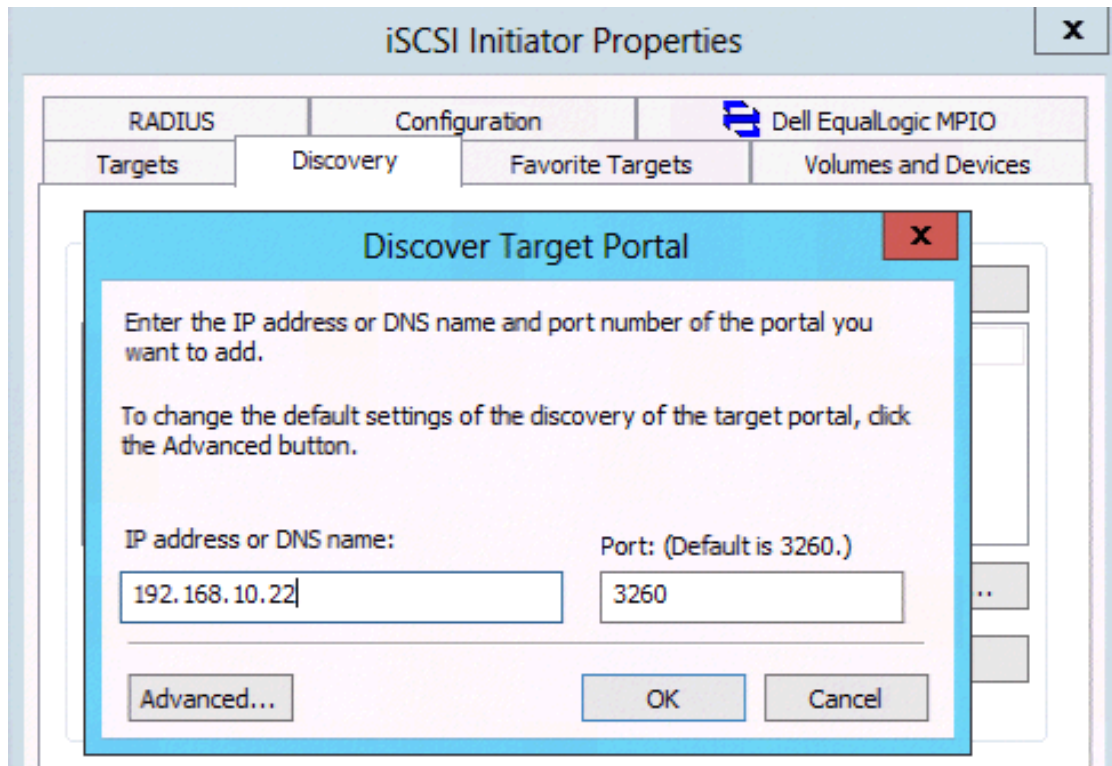 iSCSI Initiator Properties
x
RADIUS
Configuration
Dell EqualLogic MPIO
Targets
Discovery
Favorite Targets
Volumes and Devices
Discover Target Portal
x
Enter the IP address or DNS name and port number of the portal you
want to add.
To change the default settings of the discovery of the target portal, click
the Advanced button.
IP address or DNS name:
Port: (Default is 3260.)
192.168.10.22
3260
..
Advanced...
OK
Cancel